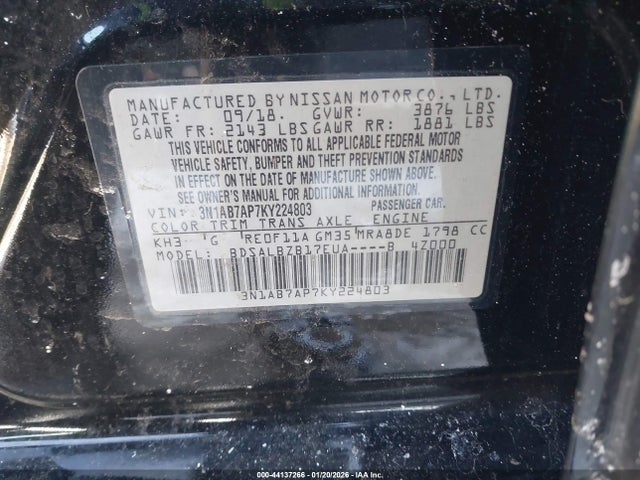 MANUFACTURED BY NISSAN MOTOR CO., LTD.
DATE: 09/18. GVWR: 3876 LBS
GAWR FR: 2143 LBS GAWR RR: 1881 LBS
THIS VEHICLE CONFORMS TO ALL APPLICABLE FEDERAL MOTOR
VEHICLE SAFETY, BUMPER AND THEFT PREVENTION STANDARDS
IN EFFECT ON THE DATE OF MANUFACTURE SHOWN ABOVE.
SEE OWNER'S MANUAL FOR ADDITIONAL INFORMATION.
VIN: 3N1AB7AP7KY224803 PASSENGER CAR.
COLOR TRIM TRANS AXLE ENGINE
KH3 G RE0F11A GM35 MRA8DE 1798 CC
MODEL: BDSALBZB17EUA----B 4Z000
3N1AB7AP7KY224803
000-44137266 - 01/20/2026 - IAA Inc.